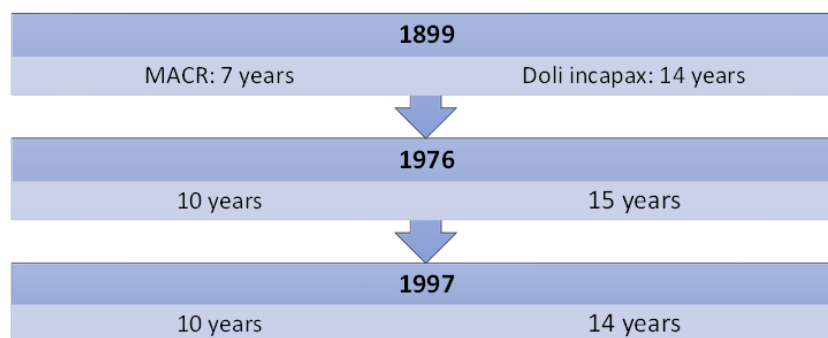 1899
MACR: 7 years Doli incapax: 14 years
1976
10 years 15 years
1997
10 years 14 years